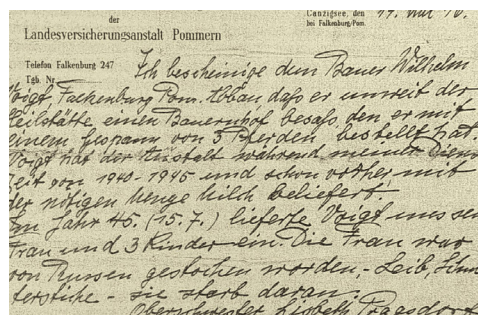 der
Landesversicherungsanstalt Pommern
Canzigsee, den
bei Falkenburg/Pom.
Telefon Falkenburg 247
Tgb. Nr.
Ich bescheinige dem Bauer Wilhelm
Voigt, Falkenburg Pom. Abbau, daß er unweit der
Heilstätte einen Bauernhof besaß, den er mit
einem Gespann von 3 Pferden bestellt hat.
Voigt hat der Anstalt während meiner Dienst
zeit von 1940-1945 und schon vorher mit
der nötigen Menge Milch beliefert.
Im Jahr 45. (15.7.) lieferte Voigt uns sei
Frau und 3 Kinder ein. Die Frau war
von Russen gestochen worden, - Leib,
terstiche - sie starb daran.
Oberschwester Lisbeth